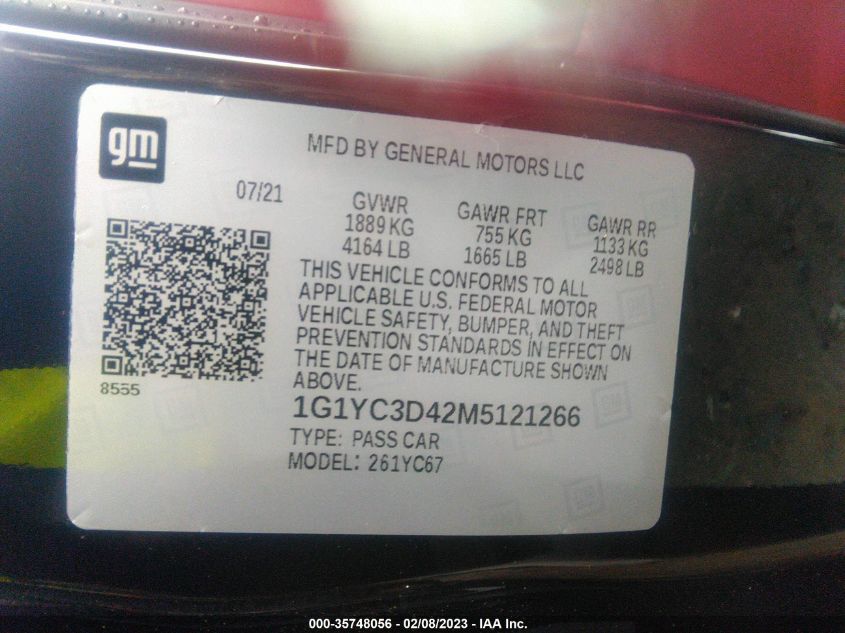 gm
MFD BY GENERAL MOTORS LLC
07/21
GVWR
1889 KG
4164 LB
GAWR FRT
755 KG
1665 LB
GAWR RR
1133 KG
2498 LB
THIS VEHICLE CONFORMS TO ALL
APPLICABLE U.S. FEDERAL MOTOR
VEHICLE SAFETY, BUMPER, AND THEFT
PREVENTION STANDARDS IN EFFECT ON
THE DATE OF MANUFACTURE SHOWN
ABOVE.
8555
1G1YC3D42M5121266
TYPE: PASS CAR
MODEL: 261YC67
000-35748056 - 02/08/2023 - IAA Inc.